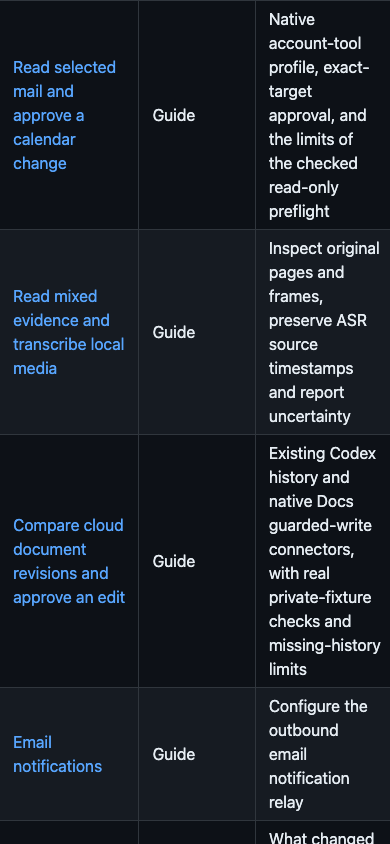 Read selected
mail and
approve a
calendar
change
Guide
Native
account-tool
profile, exact-
target
approval, and
the limits of
the checked
read-only
preflight
Read mixed
evidence and
transcribe local
media
Guide
Inspect original
pages and
frames,
preserve ASR
source
timestamps
and report
uncertainty
Compare cloud
document
revisions and
approve an edit
Guide
Existing Codex
history and
native Docs
guarded-write
connectors,
with real
private-fixture
checks and
missing-history
limits
Email
notifications
Guide
Configure the
outbound
email
notification
relay
What changed